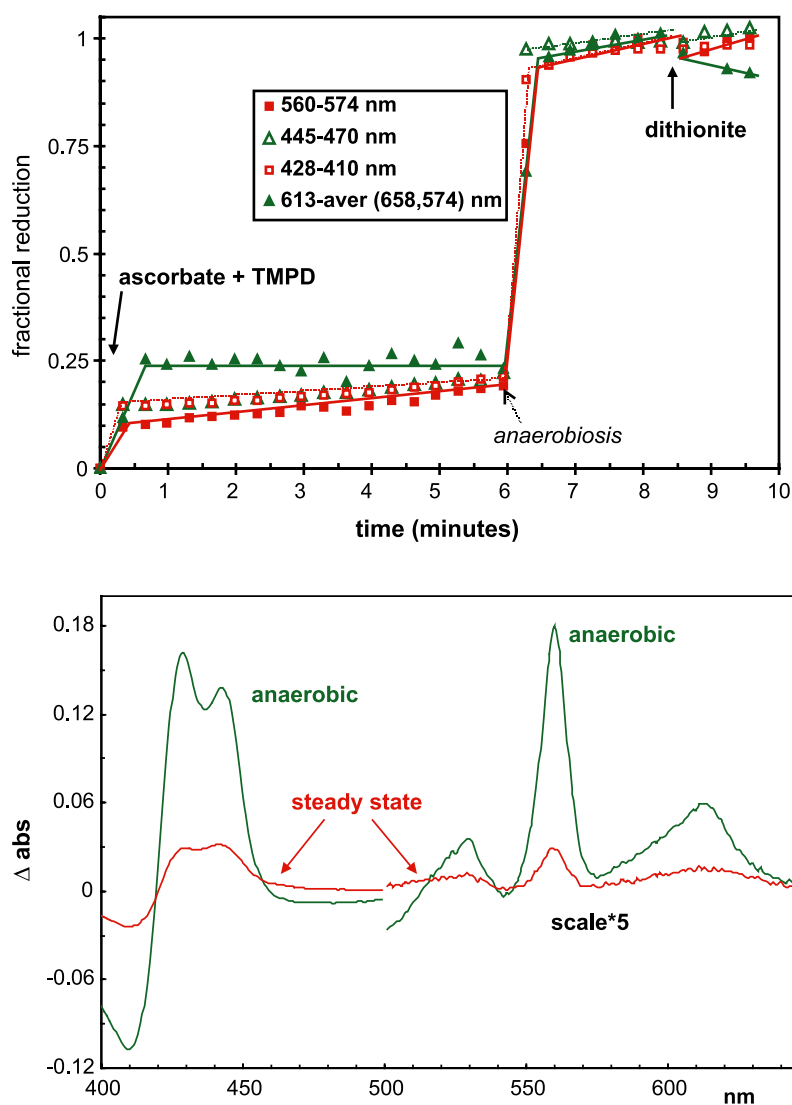 fractional reduction
1
0.75
0.5
0.25
0
560-574 nm
445-470 nm
428-410 nm
613-aver (658,574) nm
dithionite
ascorbate + TMPD
anaerobiosis
0 1 2 3 4 5 6 7 8 9 10
time (minutes)
Δ abs
0.18
0.12
0.06
0
-0.06
-0.12
anaerobic
anaerobic
steady state
scale*5
400 450 500 550 600 nm